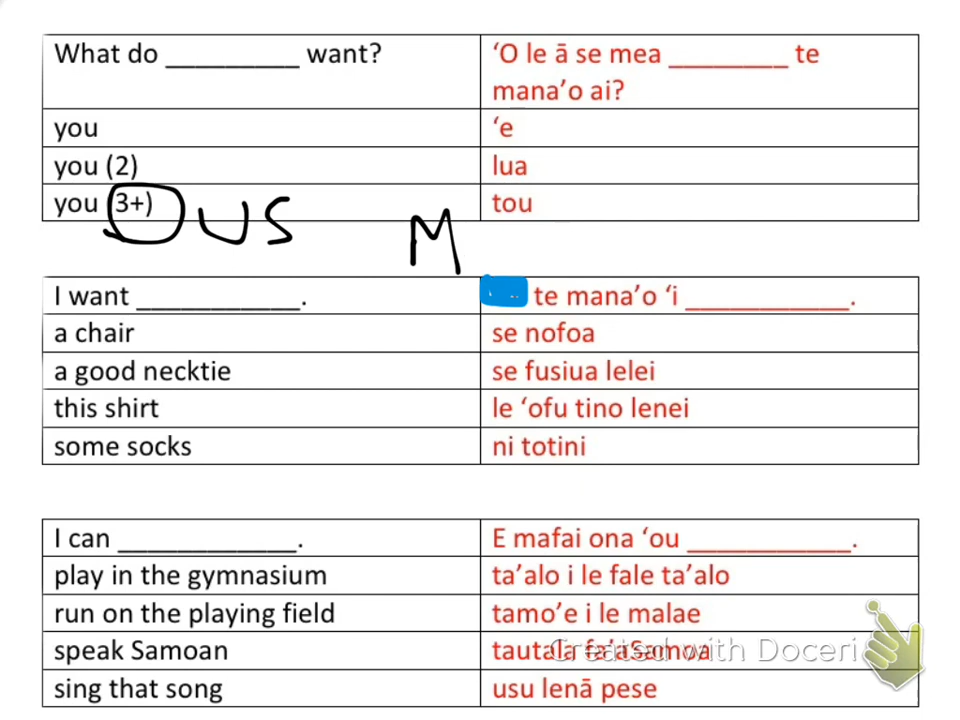 What do _________ want? ‘O le ā se mea ________ te
mana’o ai?
you ‘e
you (2) lua
you (3+) tou
U S M
I want ___________. te mana’o ‘i ___________.
a chair se nofoa
a good necktie se fusiua lelei
this shirt le ‘ofu tino lenei
some socks ni totini
I can ____________. E mafai ona ‘ou ___________.
play in the gymnasium ta’alo i le fale ta’alo
run on the playing field tamo’e i le malae
speak Samoan tautala fa’aSamoa
Created with Doceri
sing that song usu lenā pese